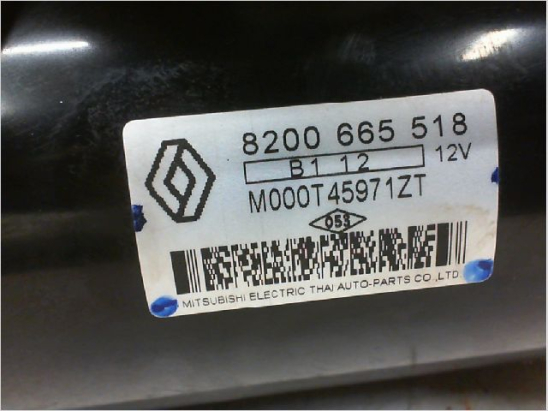 8200 665 518
B1 12 12V
M000T45971ZT
053
MITSUBISHI ELECTRIC THAI AUTO-PARTS CO.,LTD